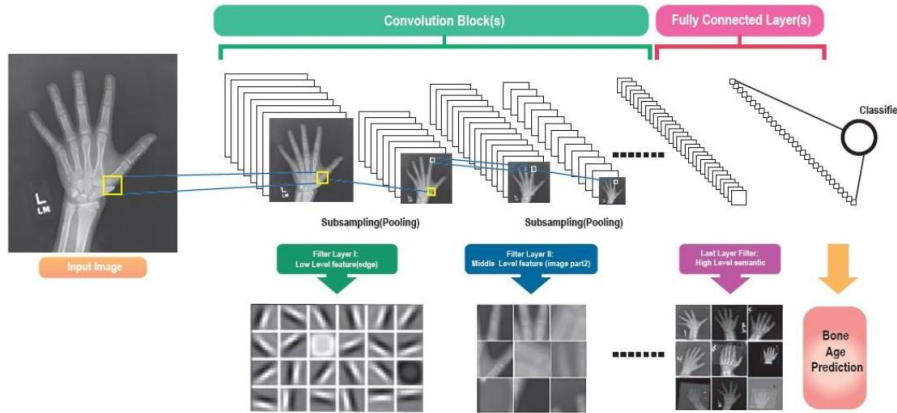 Convolution Block(s)
Fully Connected Layer(s)
Classifie
L
LM
Subsampling(Pooling)
Subsampling(Pooling)
Input Image
Filter Layer I:
Low Level feature(edge)
Filter Layer II:
Middle Level feature (image part2)
Last Layer Filter:
High Level semantic
Bone
Age
Prediction